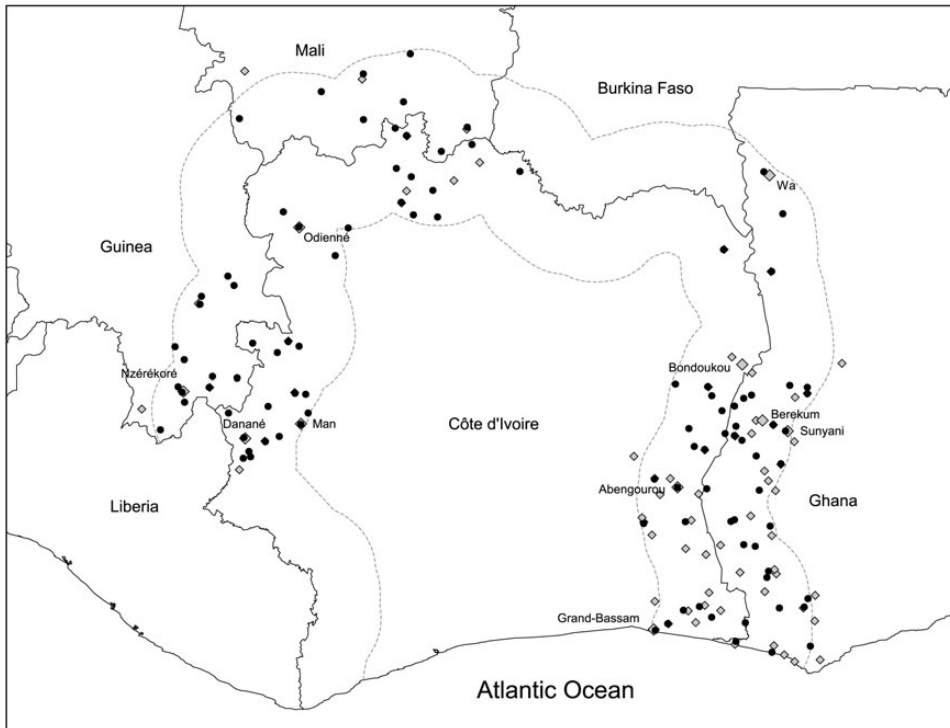 Mali
Burkina Faso
Wa
Odienné
Guinea
Nzérékoré
Bondoukou
Danané
Man
Côte d'Ivoire
Berekum
Sunyani
Abengourou
Liberia
Ghana
Grand-Bassam
Atlantic Ocean